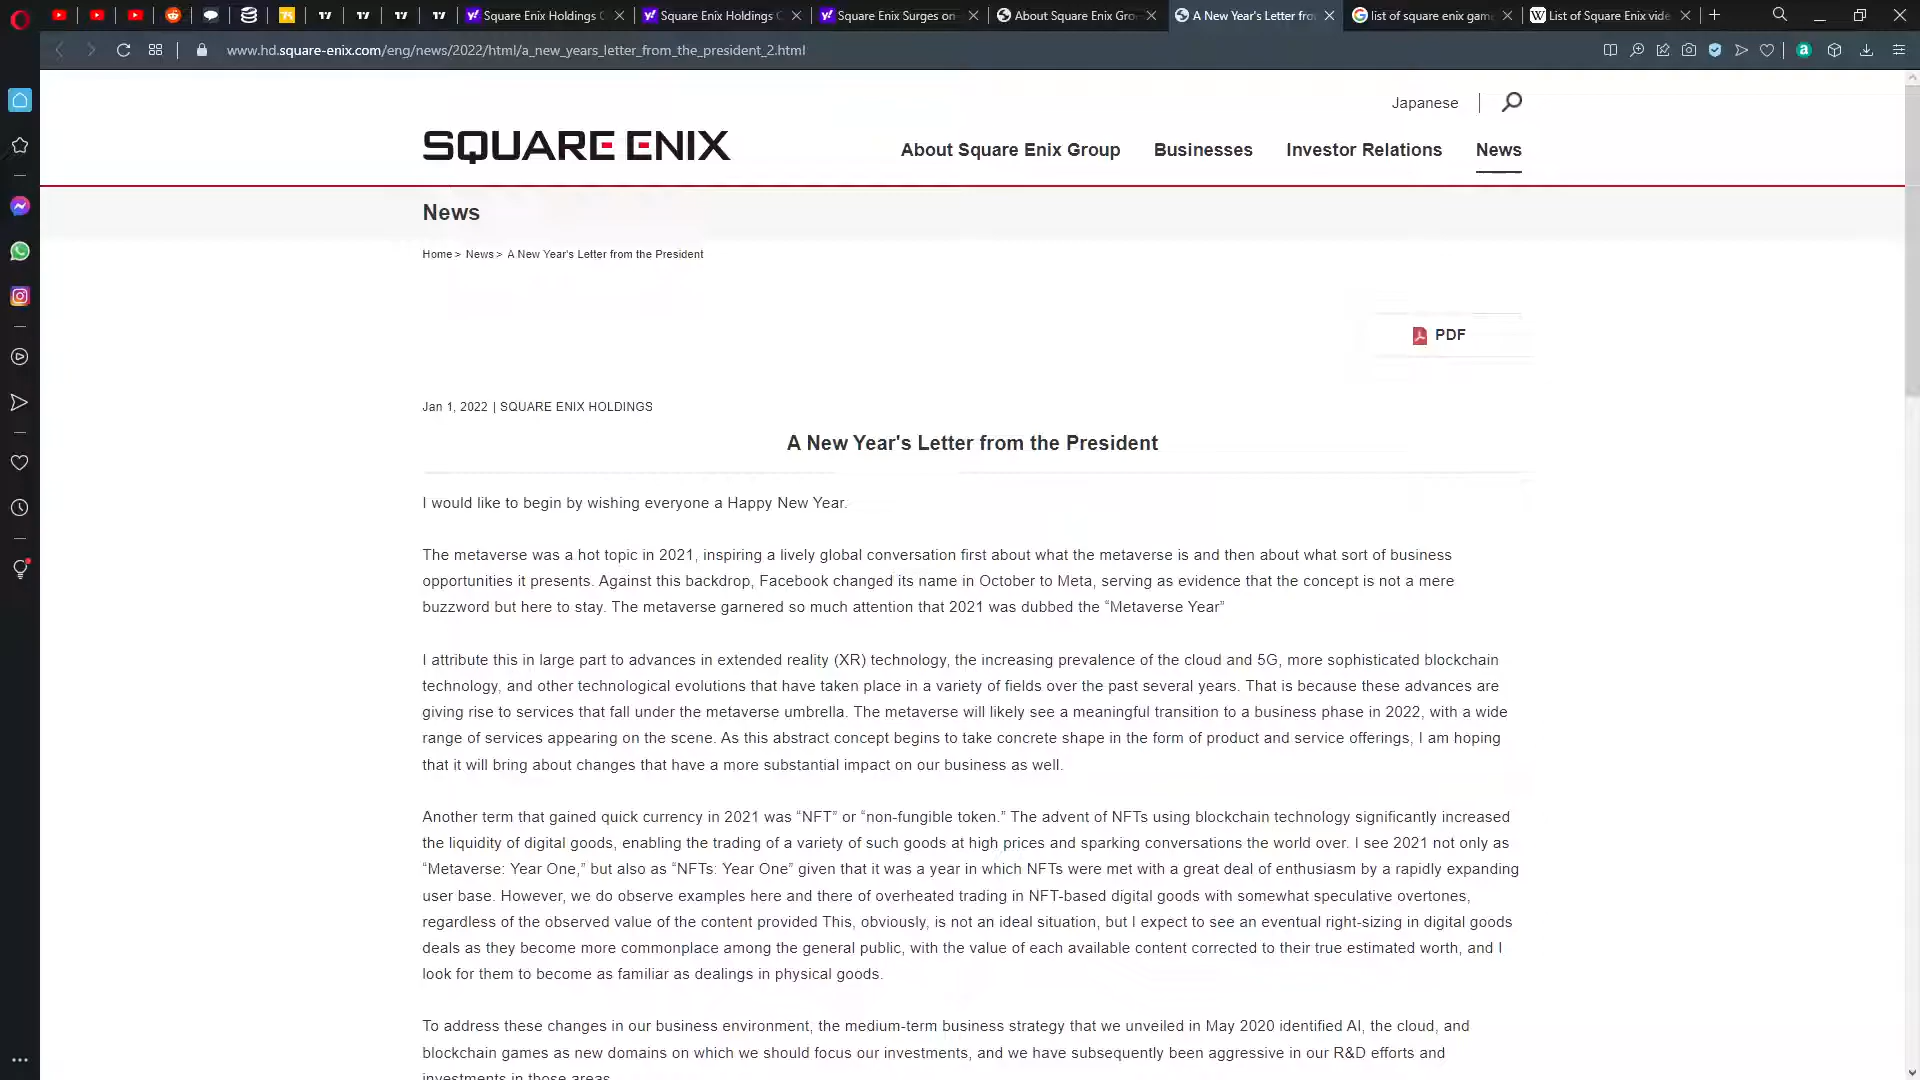 Square Enix Holdings C
Square Enix Holdings C
Square Enix Surges on
About Square Enix Gro
A New Year's Letter fro
list of square enix gam
List of Square Enix vide
www.hd.square-enix.com/eng/news/2022/html/a_new_years_letter_from_the_president_2.html
Japanese
SQUARE ENIX
About Square Enix Group
Businesses
Investor Relations
News
News
Home > News > A New Year's Letter from the President
PDF
Jan 1, 2022 | SQUARE ENIX HOLDINGS
A New Year's Letter from the President
I would like to begin by wishing everyone a Happy New Year.
The metaverse was a hot topic in 2021, inspiring a lively global conversation first about what the metaverse is and then about what sort of business
opportunities it presents. Against this backdrop, Facebook changed its name in October to Meta, serving as evidence that the concept is not a mere
buzzword but here to stay. The metaverse garnered so much attention that 2021 was dubbed the “Metaverse Year”
I attribute this in large part to advances in extended reality (XR) technology, the increasing prevalence of the cloud and 5G, more sophisticated blockchain
technology, and other technological evolutions that have taken place in a variety of fields over the past several years. That is because these advances are
giving rise to services that fall under the metaverse umbrella. The metaverse will likely see a meaningful transition to a business phase in 2022, with a wide
range of services appearing on the scene. As this abstract concept begins to take concrete shape in the form of product and service offerings, I am hoping
that it will bring about changes that have a more substantial impact on our business as well.
Another term that gained quick currency in 2021 was “NFT” or “non-fungible token.” The advent of NFTs using blockchain technology significantly increased
the liquidity of digital goods, enabling the trading of a variety of such goods at high prices and sparking conversations the world over. I see 2021 not only as
“Metaverse: Year One,” but also as “NFTs: Year One” given that it was a year in which NFTs were met with a great deal of enthusiasm by a rapidly expanding
user base. However, we do observe examples here and there of overheated trading in NFT-based digital goods with somewhat speculative overtones,
regardless of the observed value of the content provided This, obviously, is not an ideal situation, but I expect to see an eventual right-sizing in digital goods
deals as they become more commonplace among the general public, with the value of each available content corrected to their true estimated worth, and I
look for them to become as familiar as dealings in physical goods.
To address these changes in our business environment, the medium-term business strategy that we unveiled in May 2020 identified AI, the cloud, and
blockchain games as new domains on which we should focus our investments, and we have subsequently been aggressive in our R&D efforts and
investments in those areas.